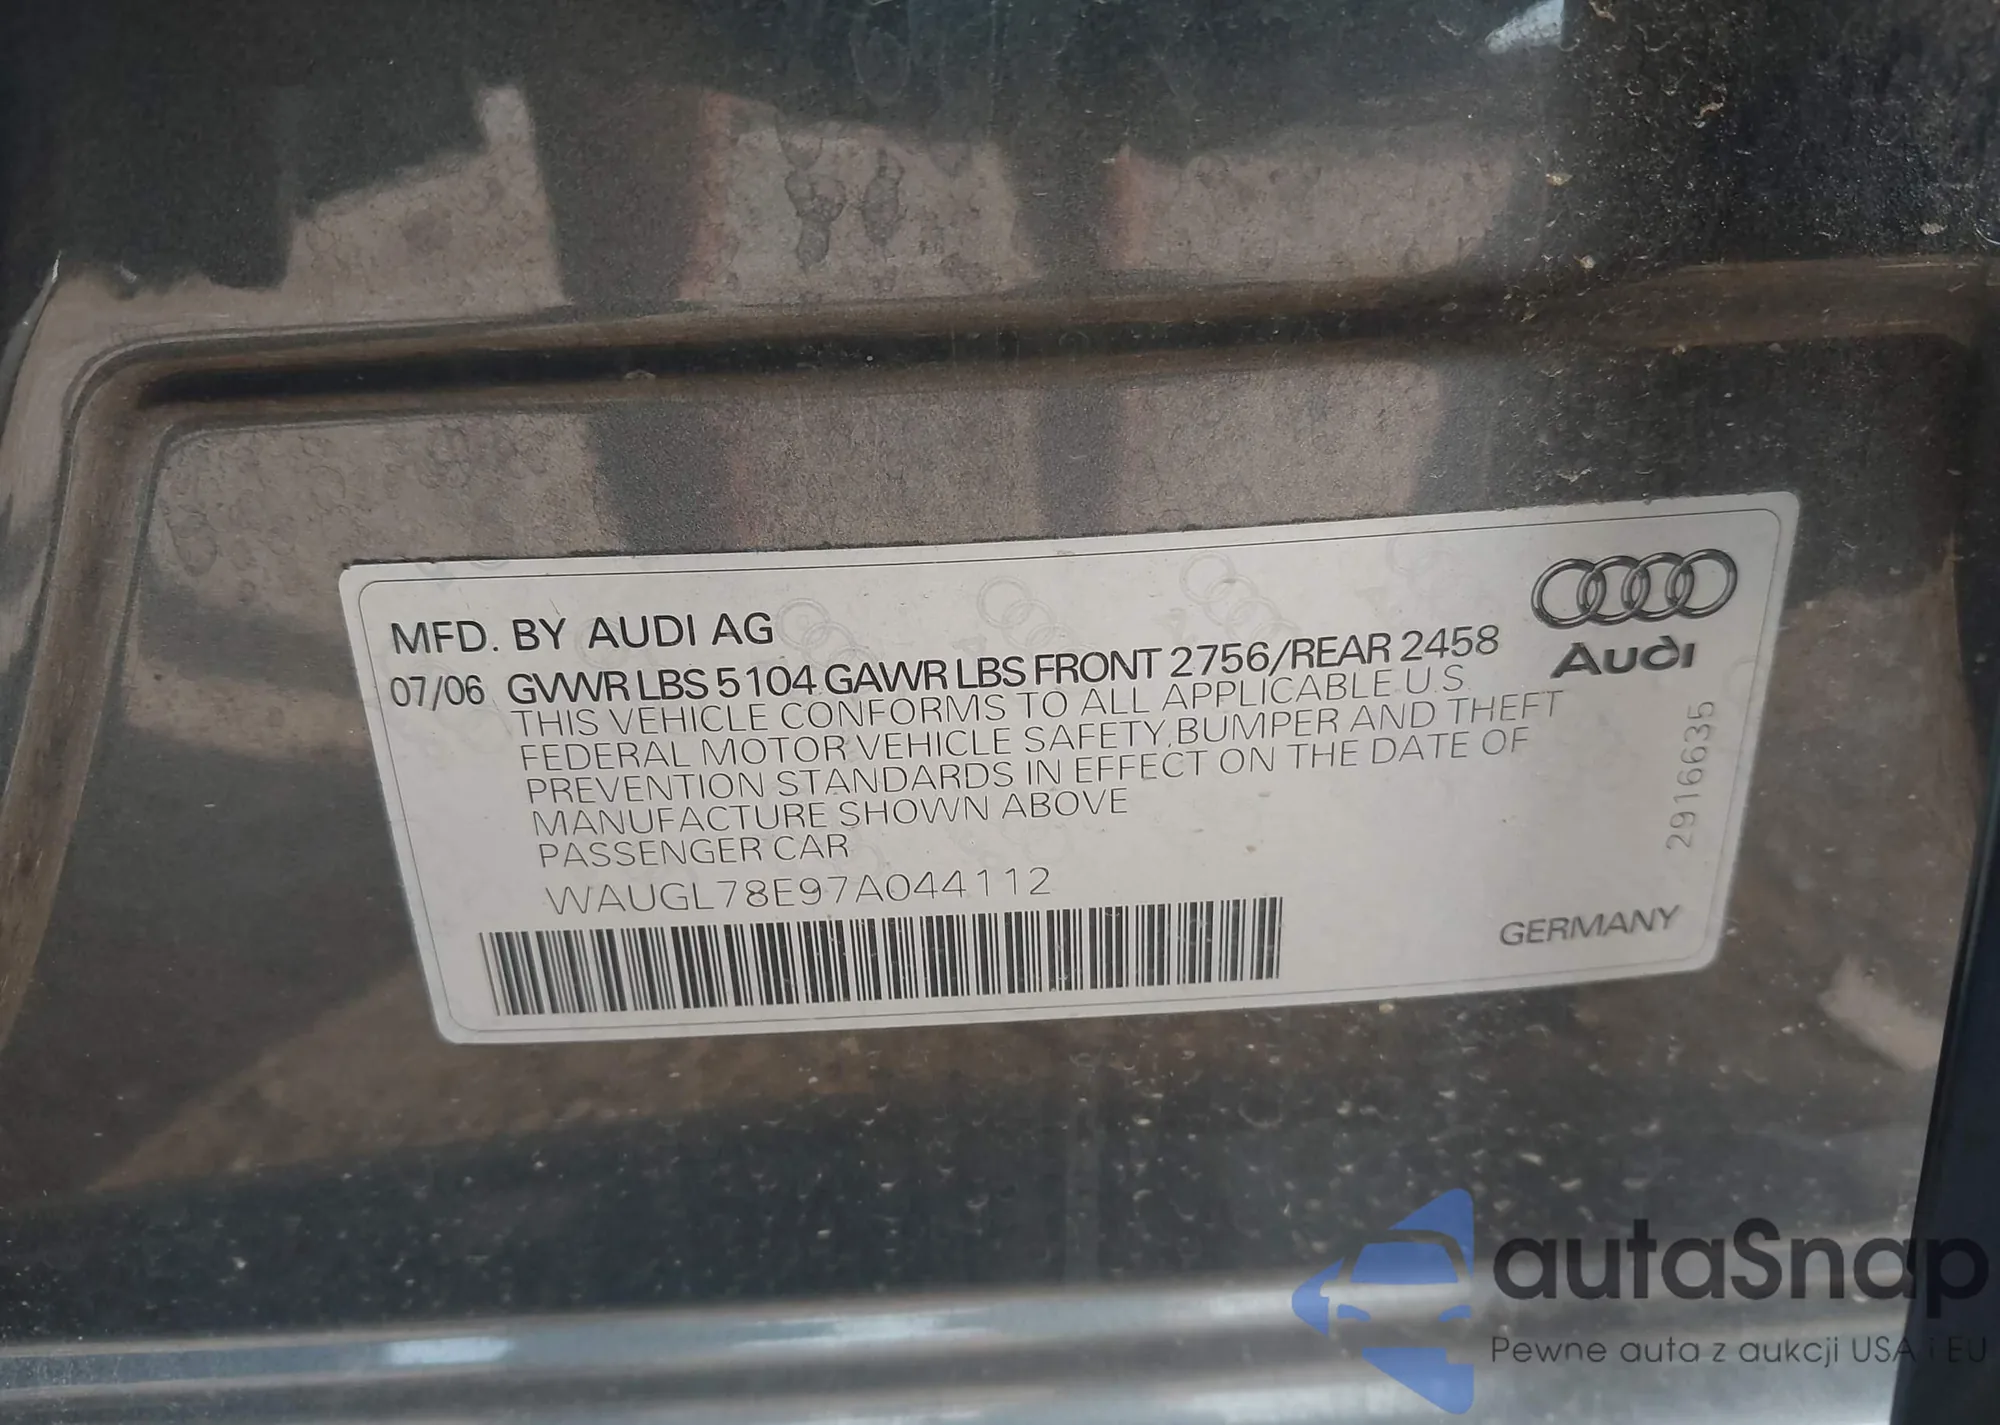 MFD. BY AUDI AG
07/06 GVWR LBS 5104 GAWR LBS FRONT 2756/REAR 2458
THIS VEHICLE CONFORMS TO ALL APPLICABLE U.S.
FEDERAL MOTOR VEHICLE SAFETY,BUMPER AND THEFT
PREVENTION STANDARDS IN EFFECT ON THE DATE OF
MANUFACTURE SHOWN ABOVE
PASSENGER CAR
WAUGL78E97A044112
Audi
2916635
GERMANY
autaSnap
Pewne auta z aukcji USA i EU